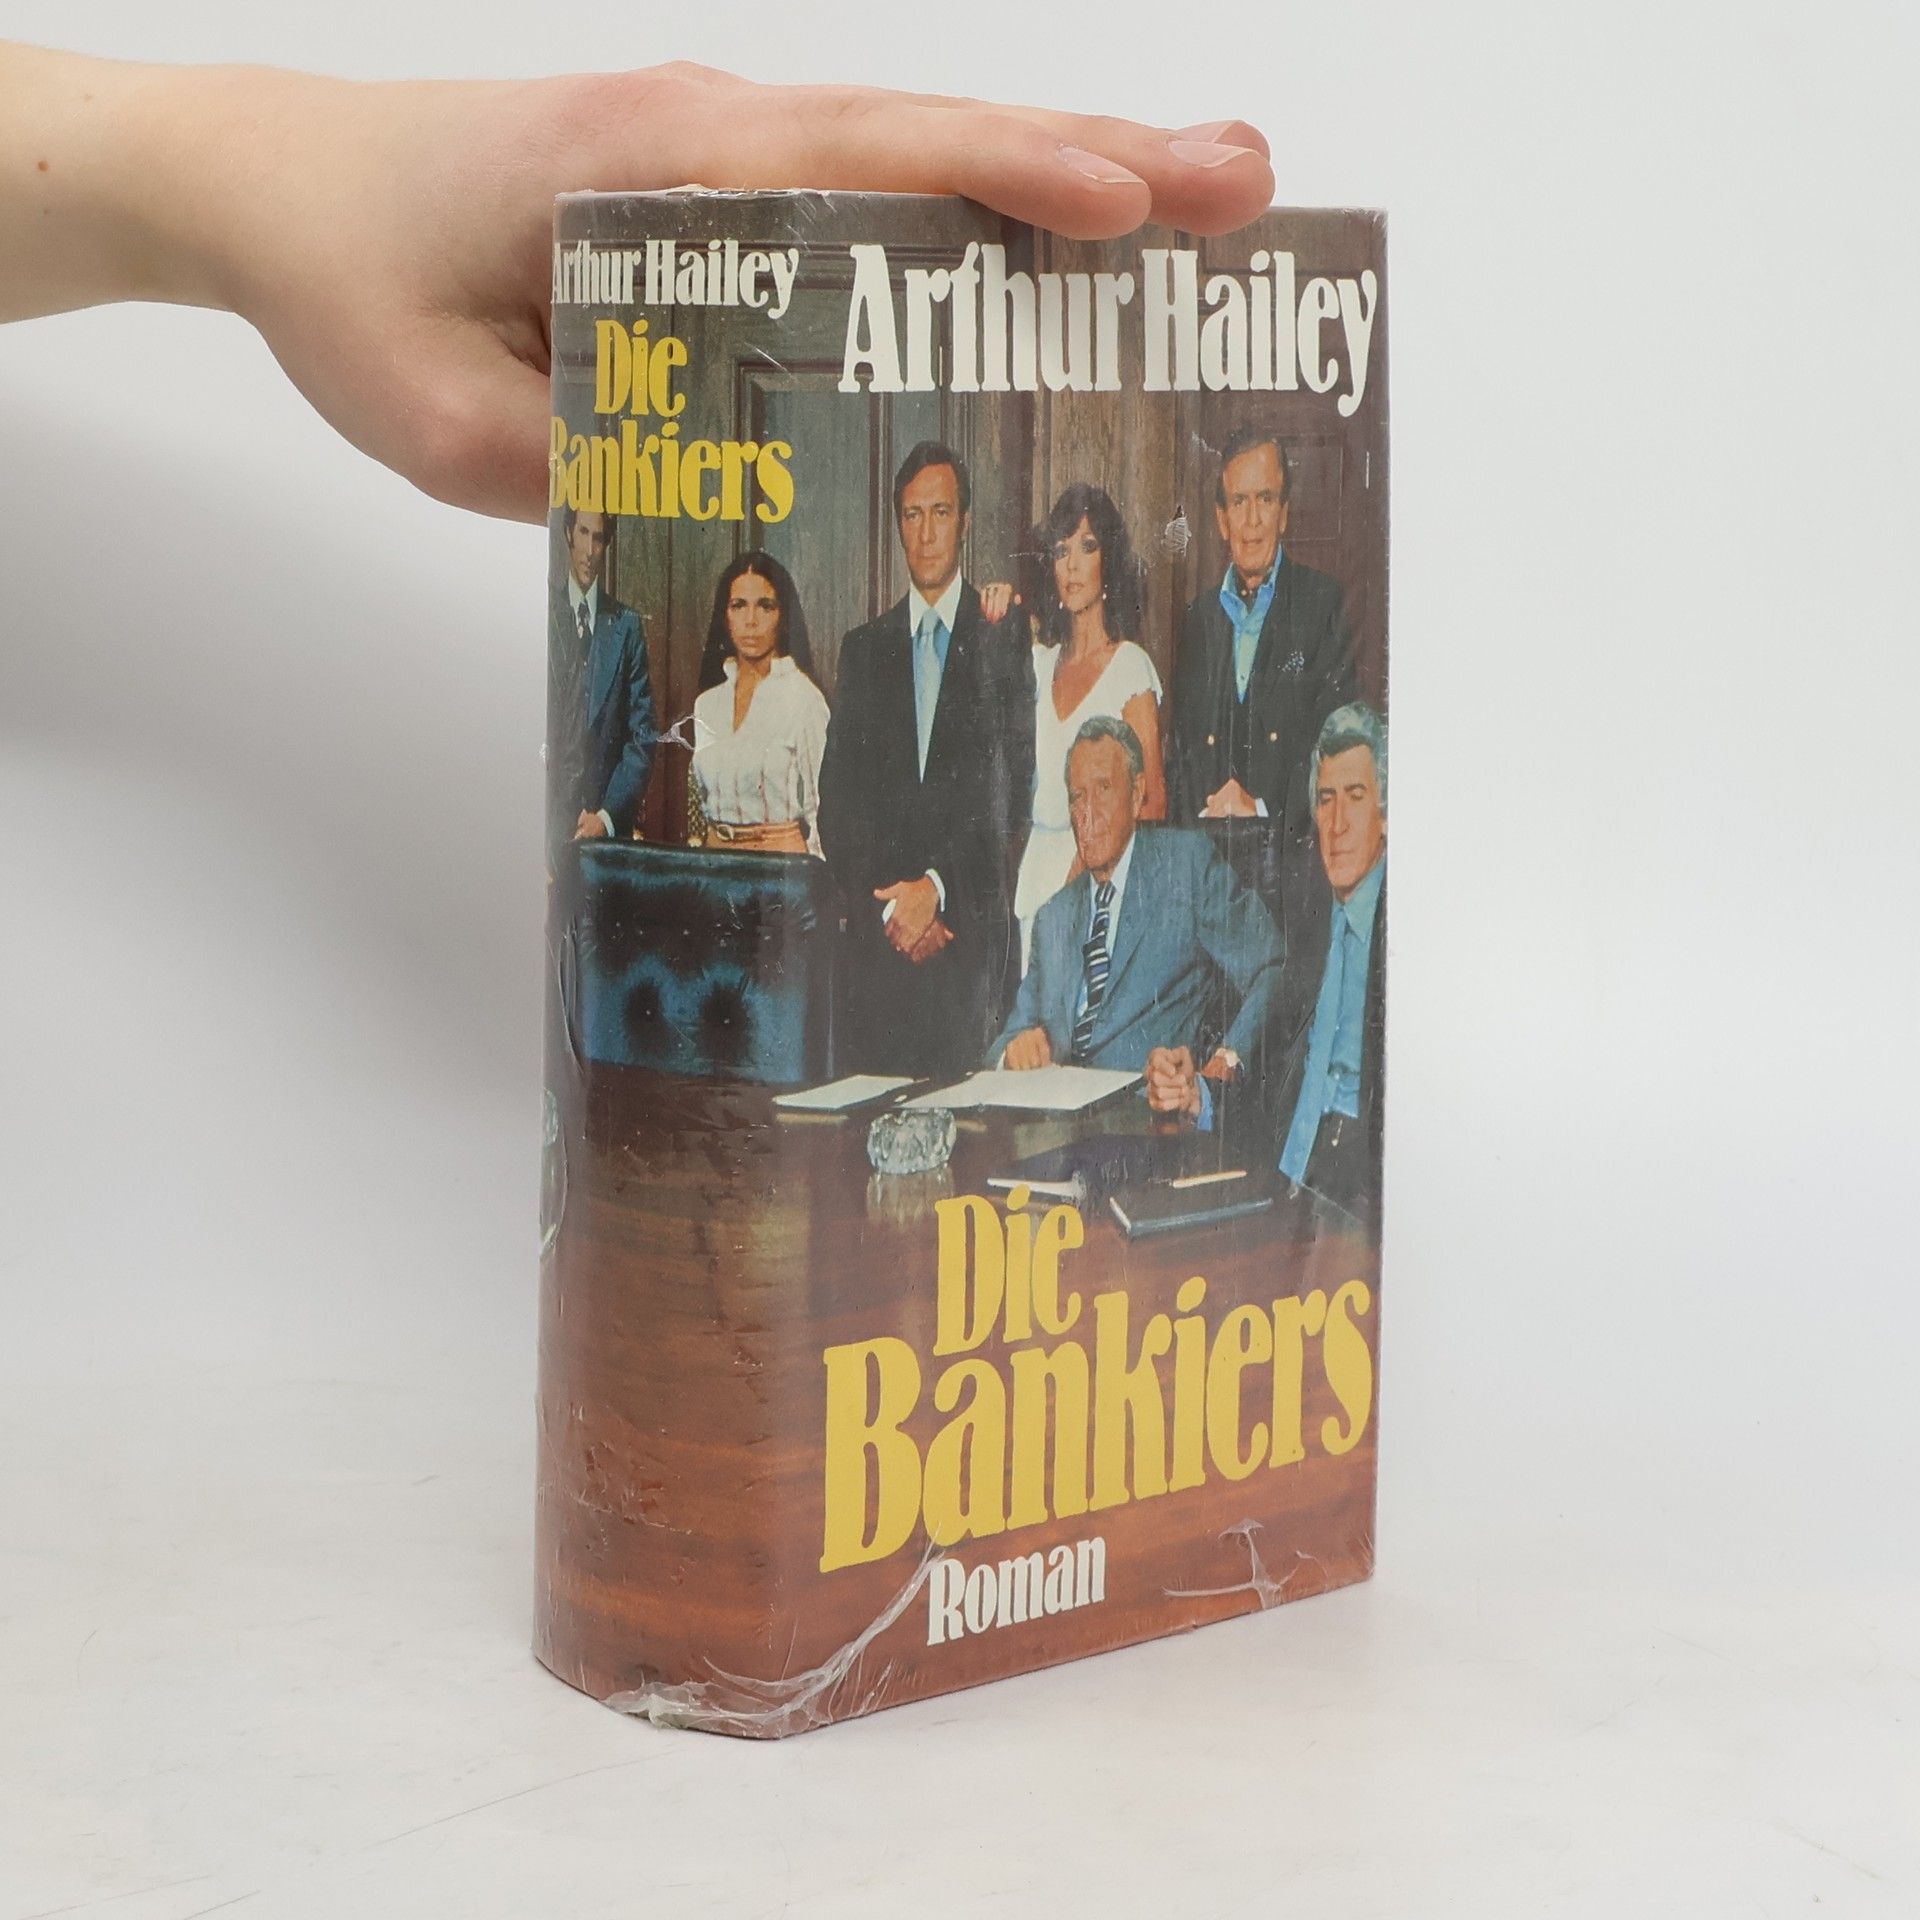 Arthur Hailey
Die
Bankiers
Arthur Hailey
Die
Bankiers
Roman